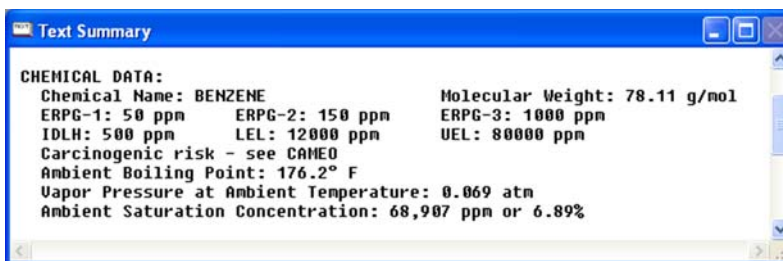 Text Summary
CHEMICAL DATA:
Chemical Name: BENZENE Molecular Weight: 78.11 g/mol
ERPG-1: 50 ppm ERPG-2: 150 ppm ERPG-3: 1000 ppm
IDLH: 500 ppm LEL: 12000 ppm UEL: 80000 ppm
Carcinogenic risk - see CAMEO
Ambient Boiling Point: 176.2° F
Vapor Pressure at Ambient Temperature: 0.069 atm
Ambient Saturation Concentration: 68,907 ppm or 6.89%